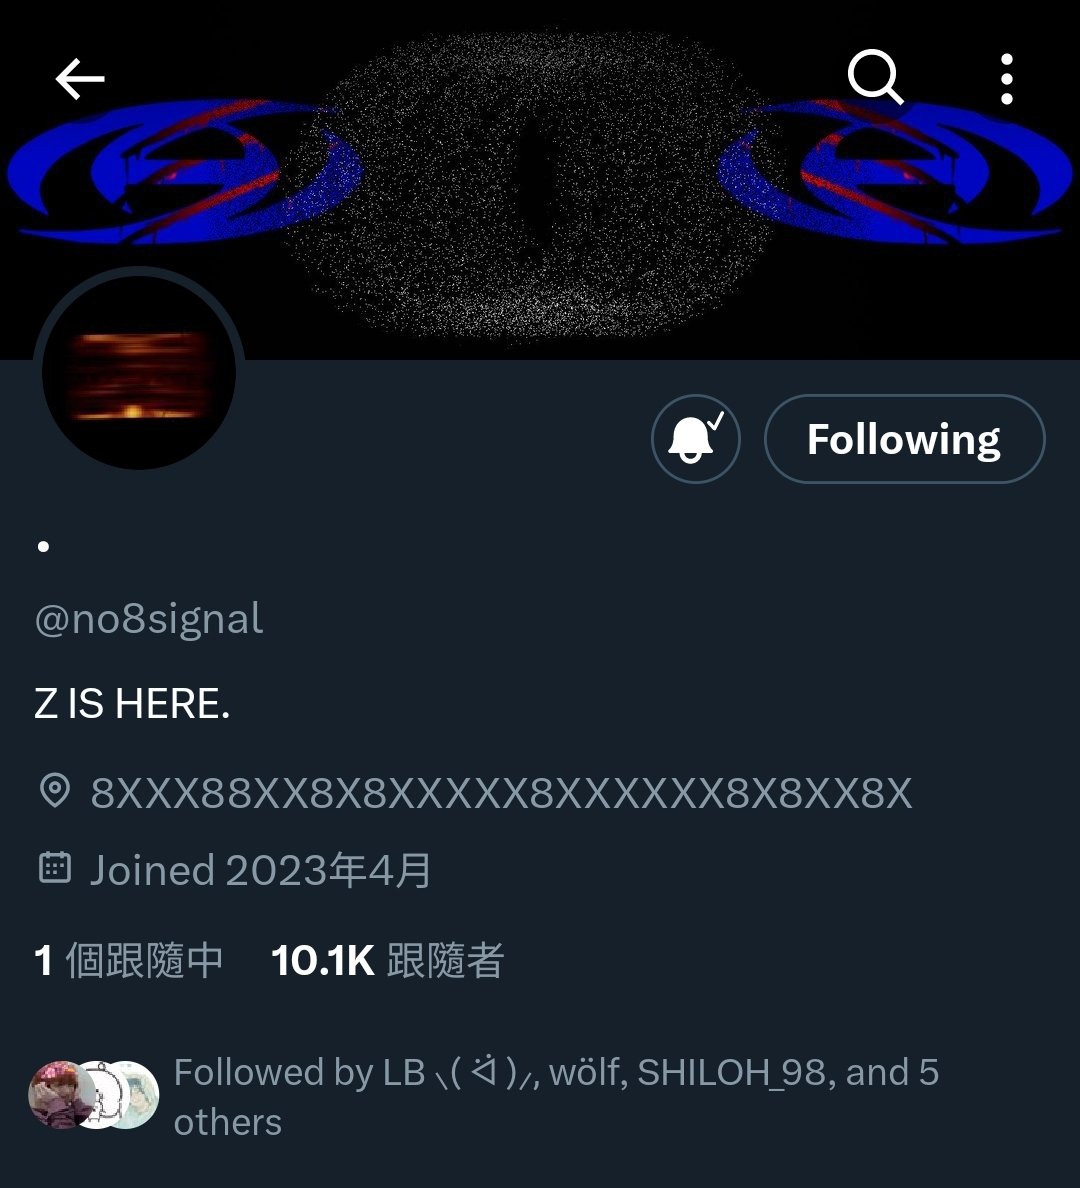 Following
.
@no8signal
Z IS HERE.
8XXX88XX8X8XXXXX8XXXXXX8X8XX8X
Joined 2023年4月
1 個跟隨中 10.1K 跟隨者
Followed by LB ⸜( ᐛ )⸝, wölf, SHILOH_98, and 5
others